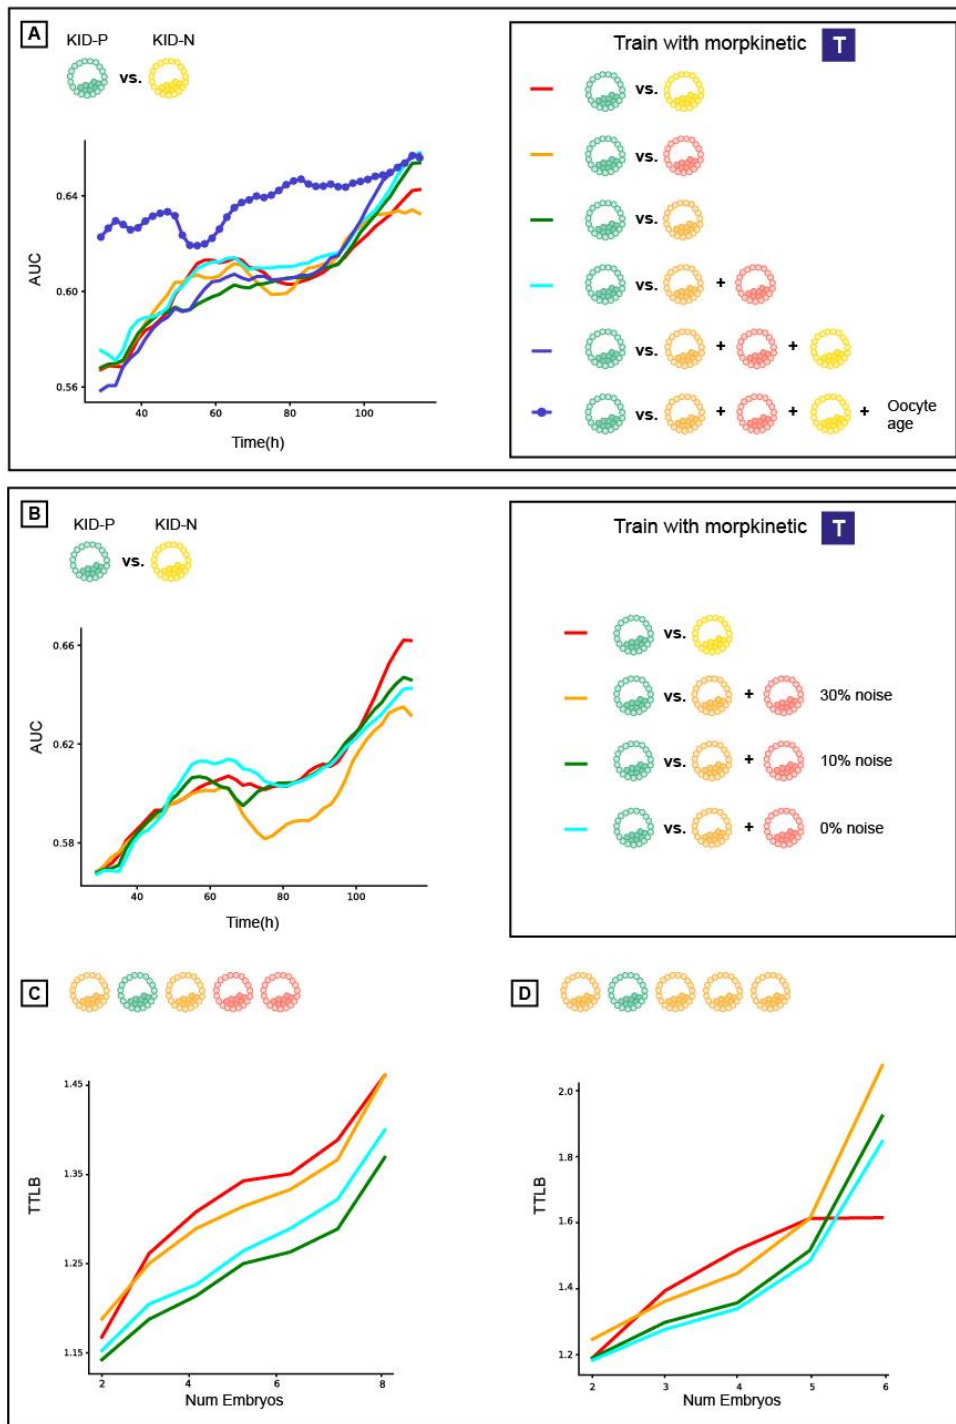 A
KID-P
KID-N
vs.
0.64
0.60
0.56
AUC
40
60
80
100
Time(h)
Train with morpkinetic T
vs.
vs.
vs.
vs. +
vs. + +
vs. + + + Oocyte
age
B
KID-P
KID-N
vs.
0.66
0.62
0.58
AUC
40
60
80
100
Time(h)
Train with morpkinetic T
vs.
vs. + 30% noise
vs. + 10% noise
vs. + 0% noise
C
1.45
1.35
1.25
1.15
TTLB
2
4
6
8
Num Embryos
D
2.0
1.8
1.6
1.4
1.2
TTLB
2
3
4
5
6
Num Embryos